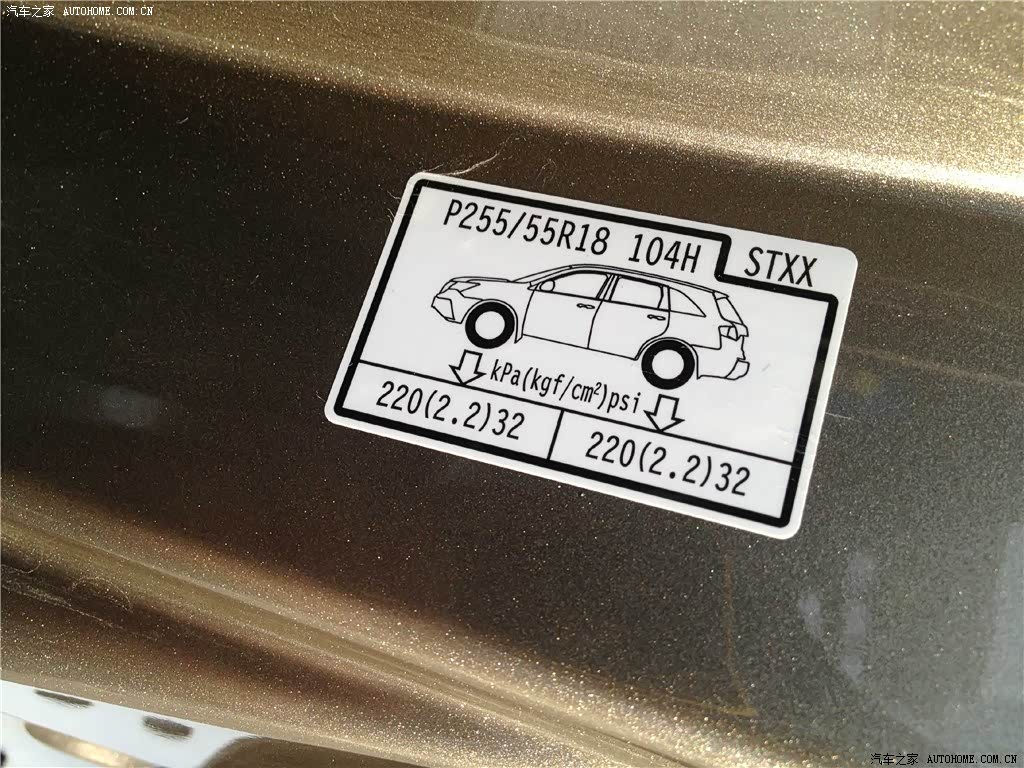 汽车之家 AUTOHOME.COM.CN
P255/55R18 104H STXX
kPa(kgf/cm²)psi
220(2.2)32 220(2.2)32
汽车之家 AUTOHOME.COM.CN